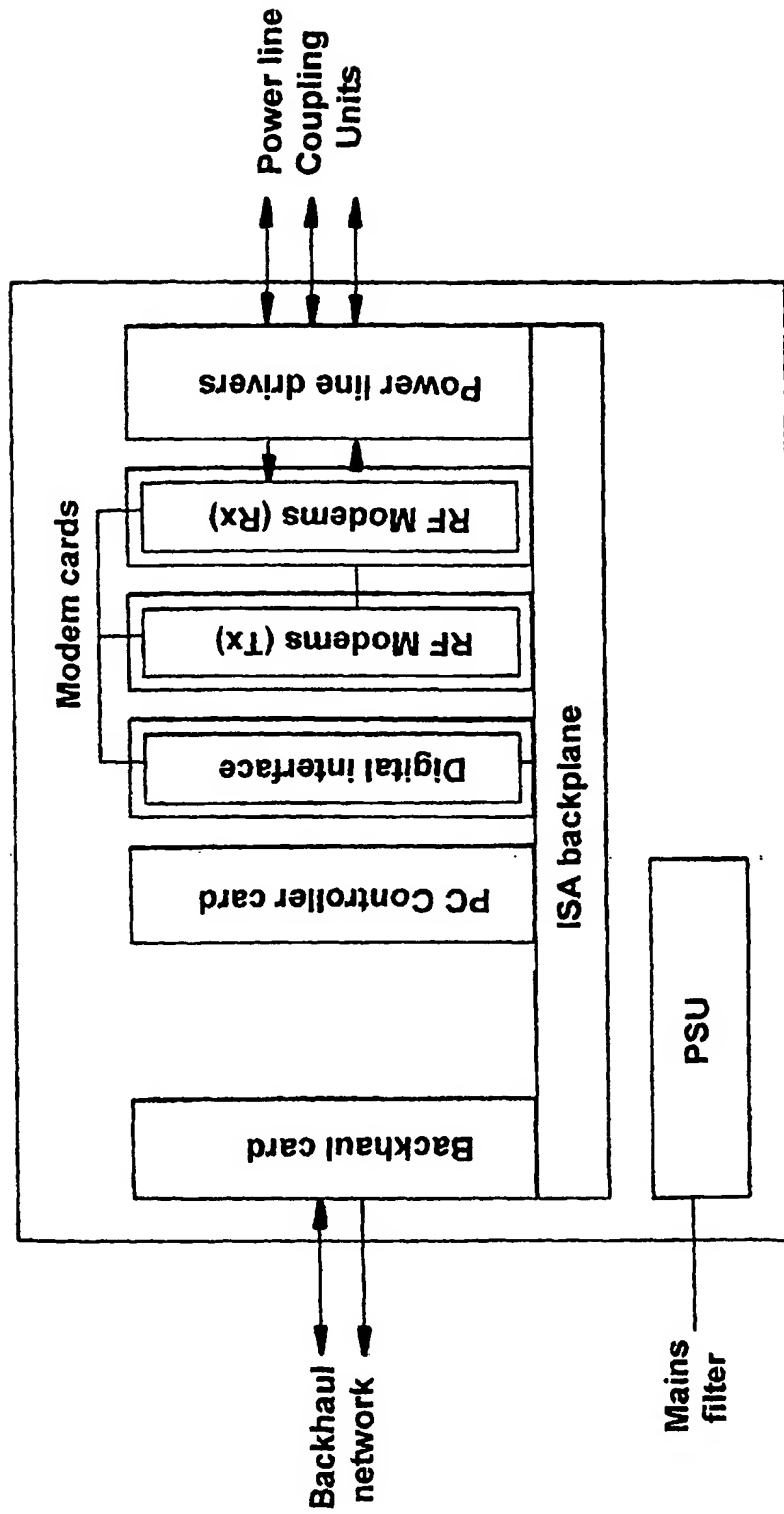 Modem cards
Backhaul card
PC Controller card
Digital interface
RF Modems (Tx)
RF Modems (Rx)
Power line drivers
ISA backplane
PSU
Backhaul
network
Mains
filter
Power line
Coupling
Units